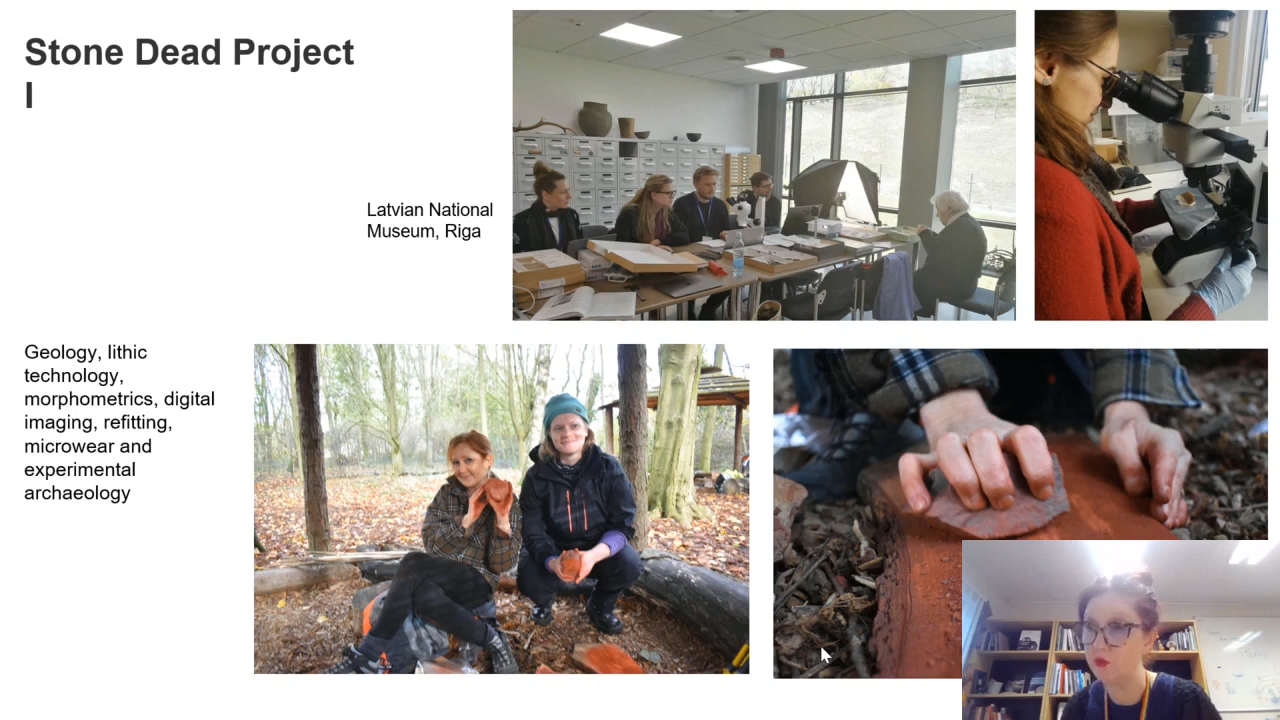 Stone Dead Project
I
Latvian National
Museum, Riga
Geology, lithic
technology,
morphometrics, digital
imaging, refitting,
microwear and
experimental
archaeology